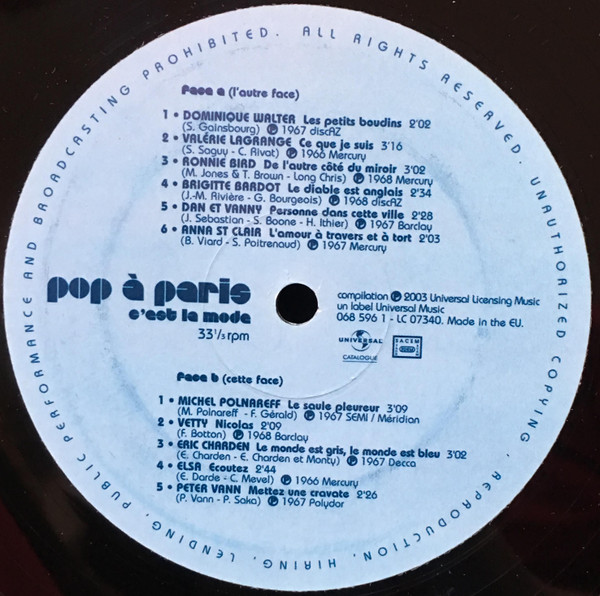 PUBLIC PERFORMANCE AND BROADCASTING PROHIBITED. ALL RIGHTS RESERVED. UNAUTHORIZED COPYING, REPRODUCTION, HIRING, LENDING,
Face a (l'autre face)
1 • DOMINIQUE WALTER Les petits boudins 2'02
(S. Gainsbourg) ℗ 1967 discAZ
2 • VALÉRIE LAGRANGE Ce que je suis 3'16
(S. Saguy - C. Rivat) ℗ 1966 Mercury
3 • RONNIE BIRD De l'autre côté du miroir 3'02
(M. Jones & T. Brown - Long Chris) ℗ 1968 Mercury
4 • BRIGITTE BARDOT Le diable est anglais 2'34
(J.-M. Rivière - G. Bourgeois) ℗ 1968 discAZ
5 • DAN ET VANNY Personne dans cette ville 2'28
(J. Sebastian - S. Boone - H. Ithier) ℗ 1967 Barclay
6 • ANNA ST CLAIR L'amour à travers et à tort 2'03
(B. Viard - S. Poitrenaud) ℗ 1967 Mercury
pop à paris
c'est la mode
33 1/3 rpm
compilation ℗ 2003 Universal Licensing Music
un label Universal Music
068 596 1 - LC 07340. Made in the EU.
UNIVERSAL
CATALOGUE
SACEM
Face b (cette face)
1 • MICHEL POLNAREFF Le saule pleureur 3'09
(M. Polnareff - F. Gérald) ℗ 1967 SEMI / Méridian
2 • VETTY Nicolas 2'09
(F. Botton) ℗ 1968 Barclay
3 • ERIC CHARDEN Le monde est gris, le monde est bleu 3'02
(E. Charden - E. Charden et Monty) ℗ 1967 Decca
4 • ELSA Ecoutez 2'44
(E. Darde - C. Mevel) ℗ 1966 Mercury
5 • PETER VANN Mettez une cravate 2'26
(P. Vann - P. Saka) ℗ 1967 Polydor